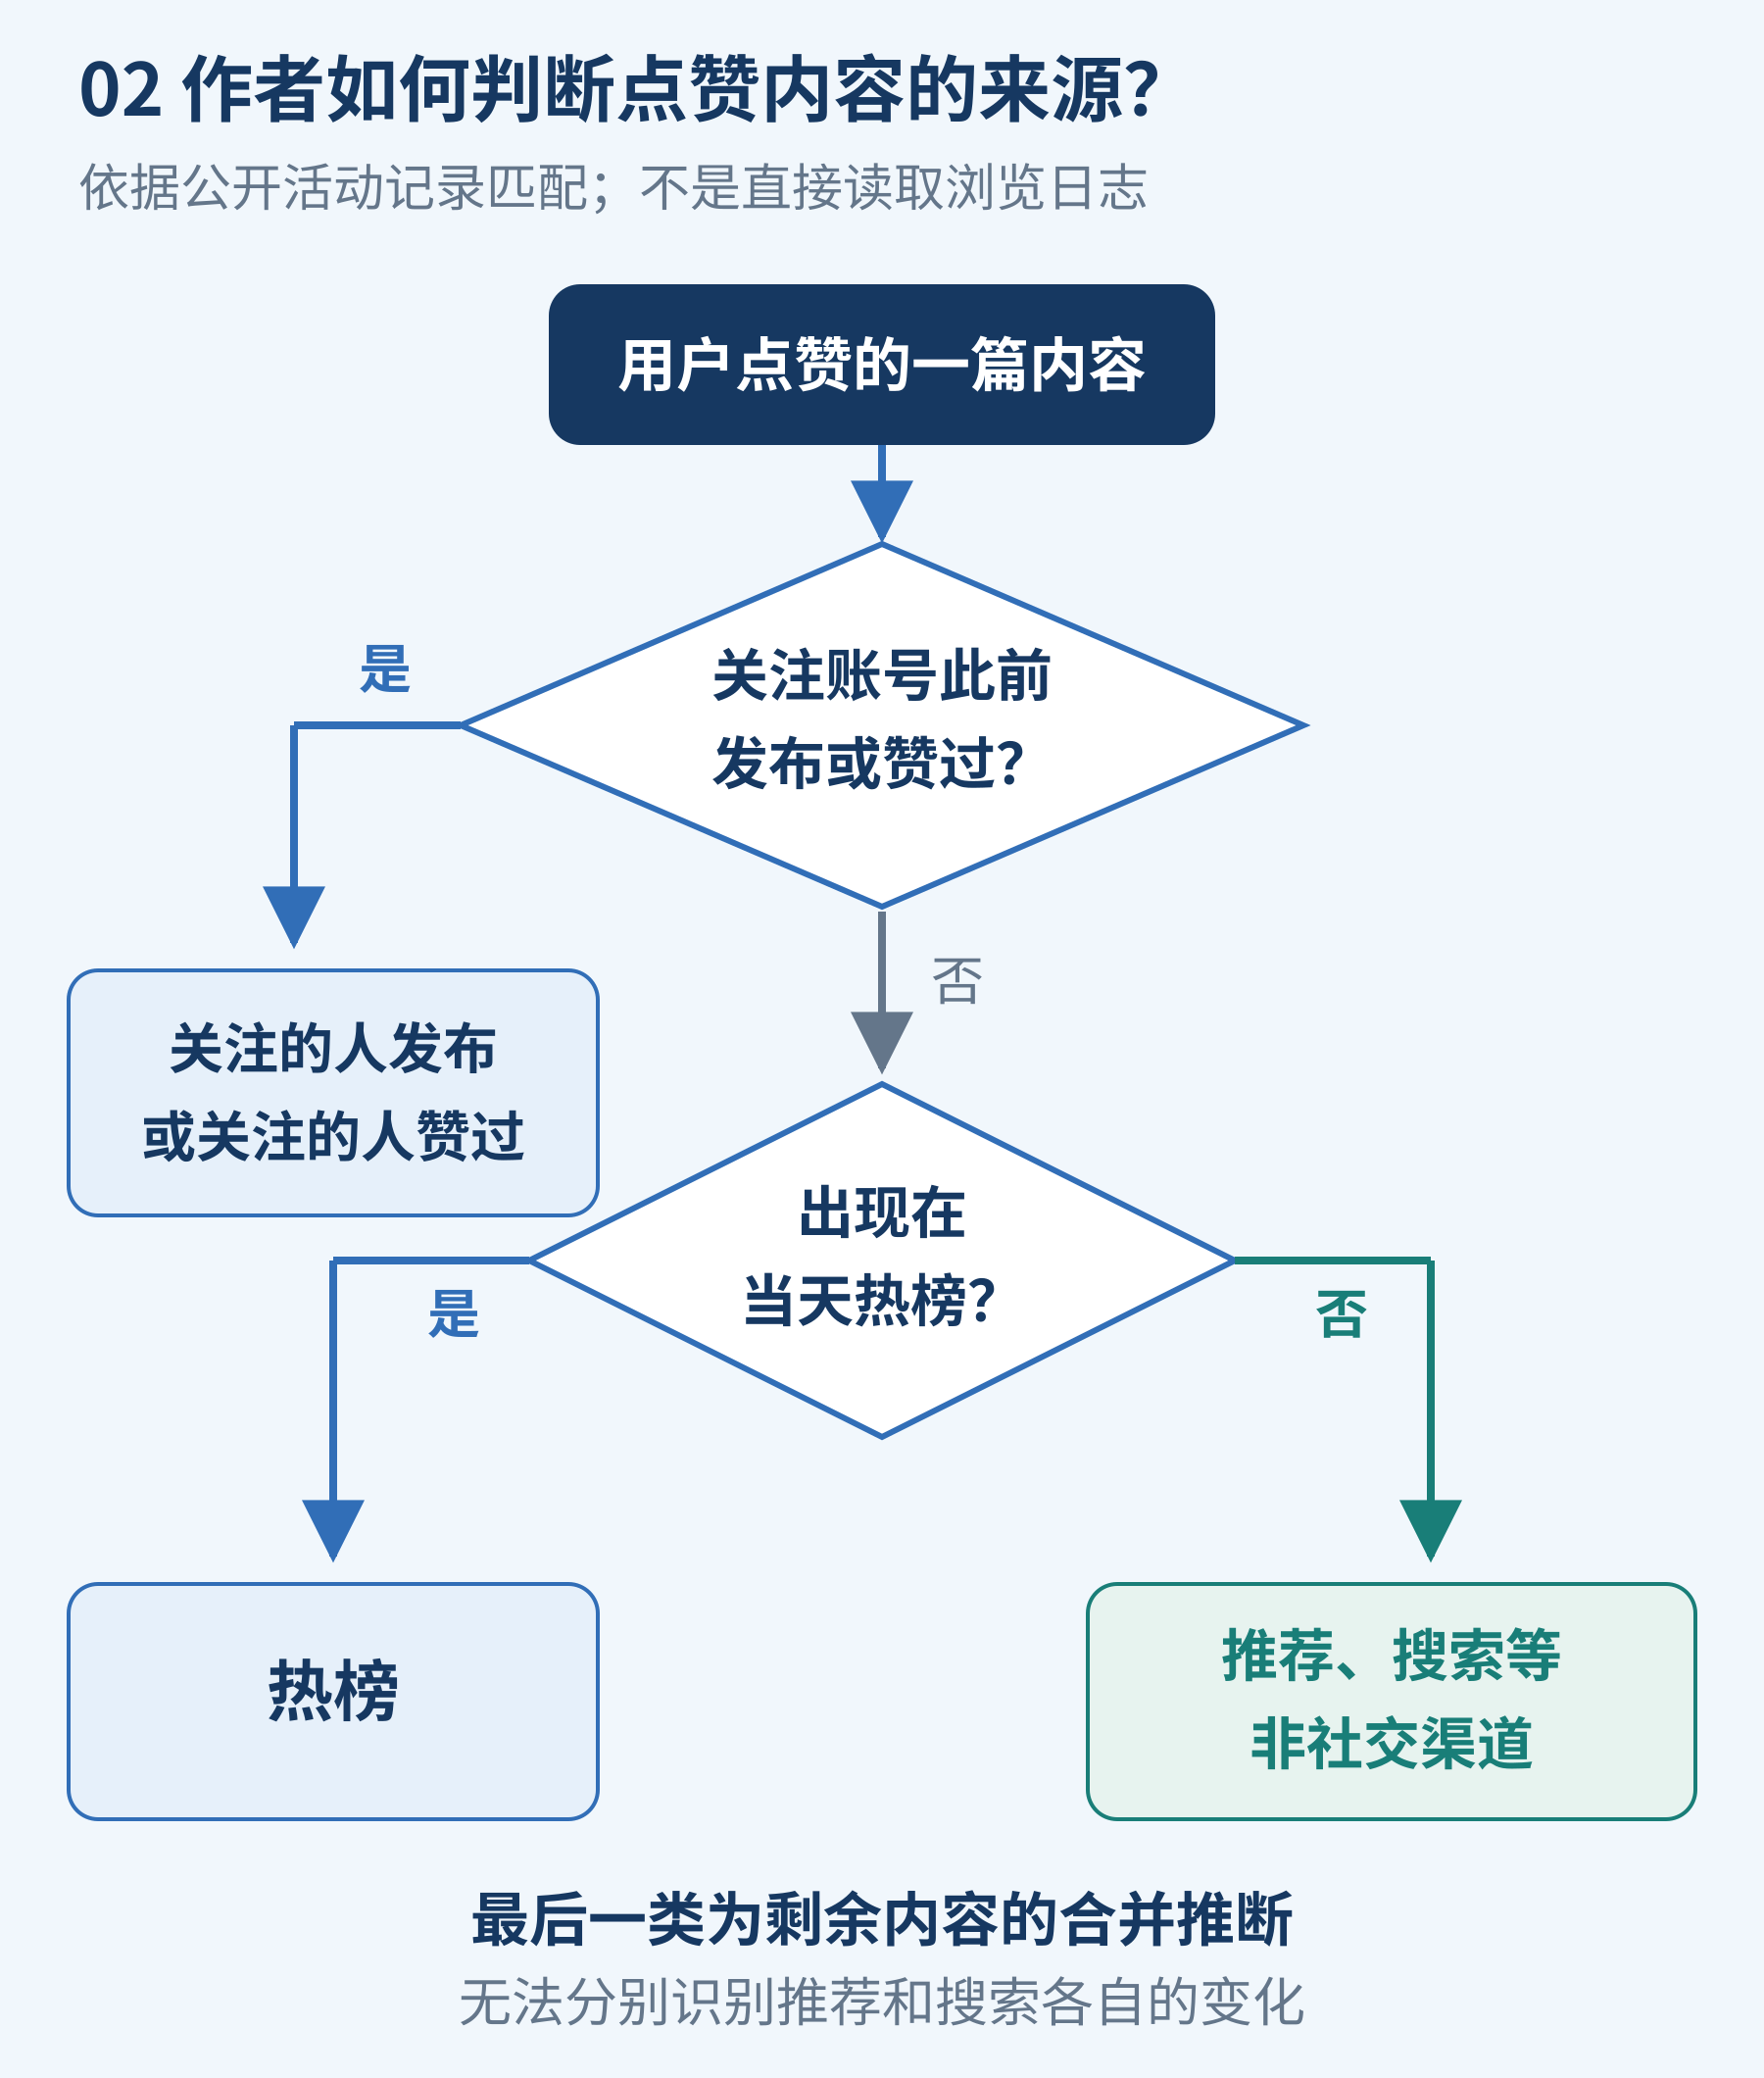 02 作者如何判断点赞内容的来源？
依据公开活动记录匹配；不是直接读取浏览日志
用户点赞的一篇内容
关注账号此前
发布或赞过？
是
否
关注的人发布
或关注的人赞过
出现在
当天热榜？
是
否
热榜
推荐、搜索等
非社交渠道
最后一类为剩余内容的合并推断
无法分别识别推荐和搜索各自的变化